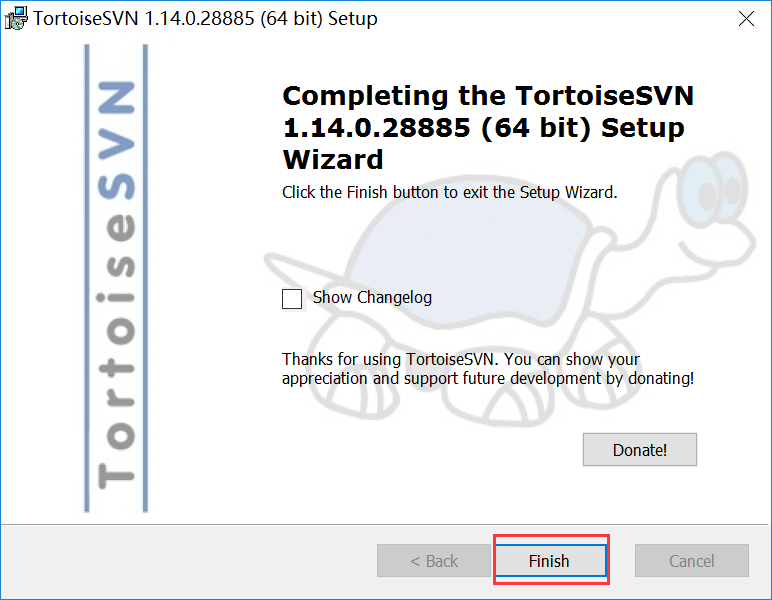 TortoiseSVN 1.14.0.28885 (64 bit) Setup
TortoiseSVN
Completing the TortoiseSVN
1.14.0.28885 (64 bit) Setup
Wizard
Click the Finish button to exit the Setup Wizard.
Show Changelog
Thanks for using TortoiseSVN. You can show your
appreciation and support future development by donating!
Donate!
< Back
Finish
Cancel